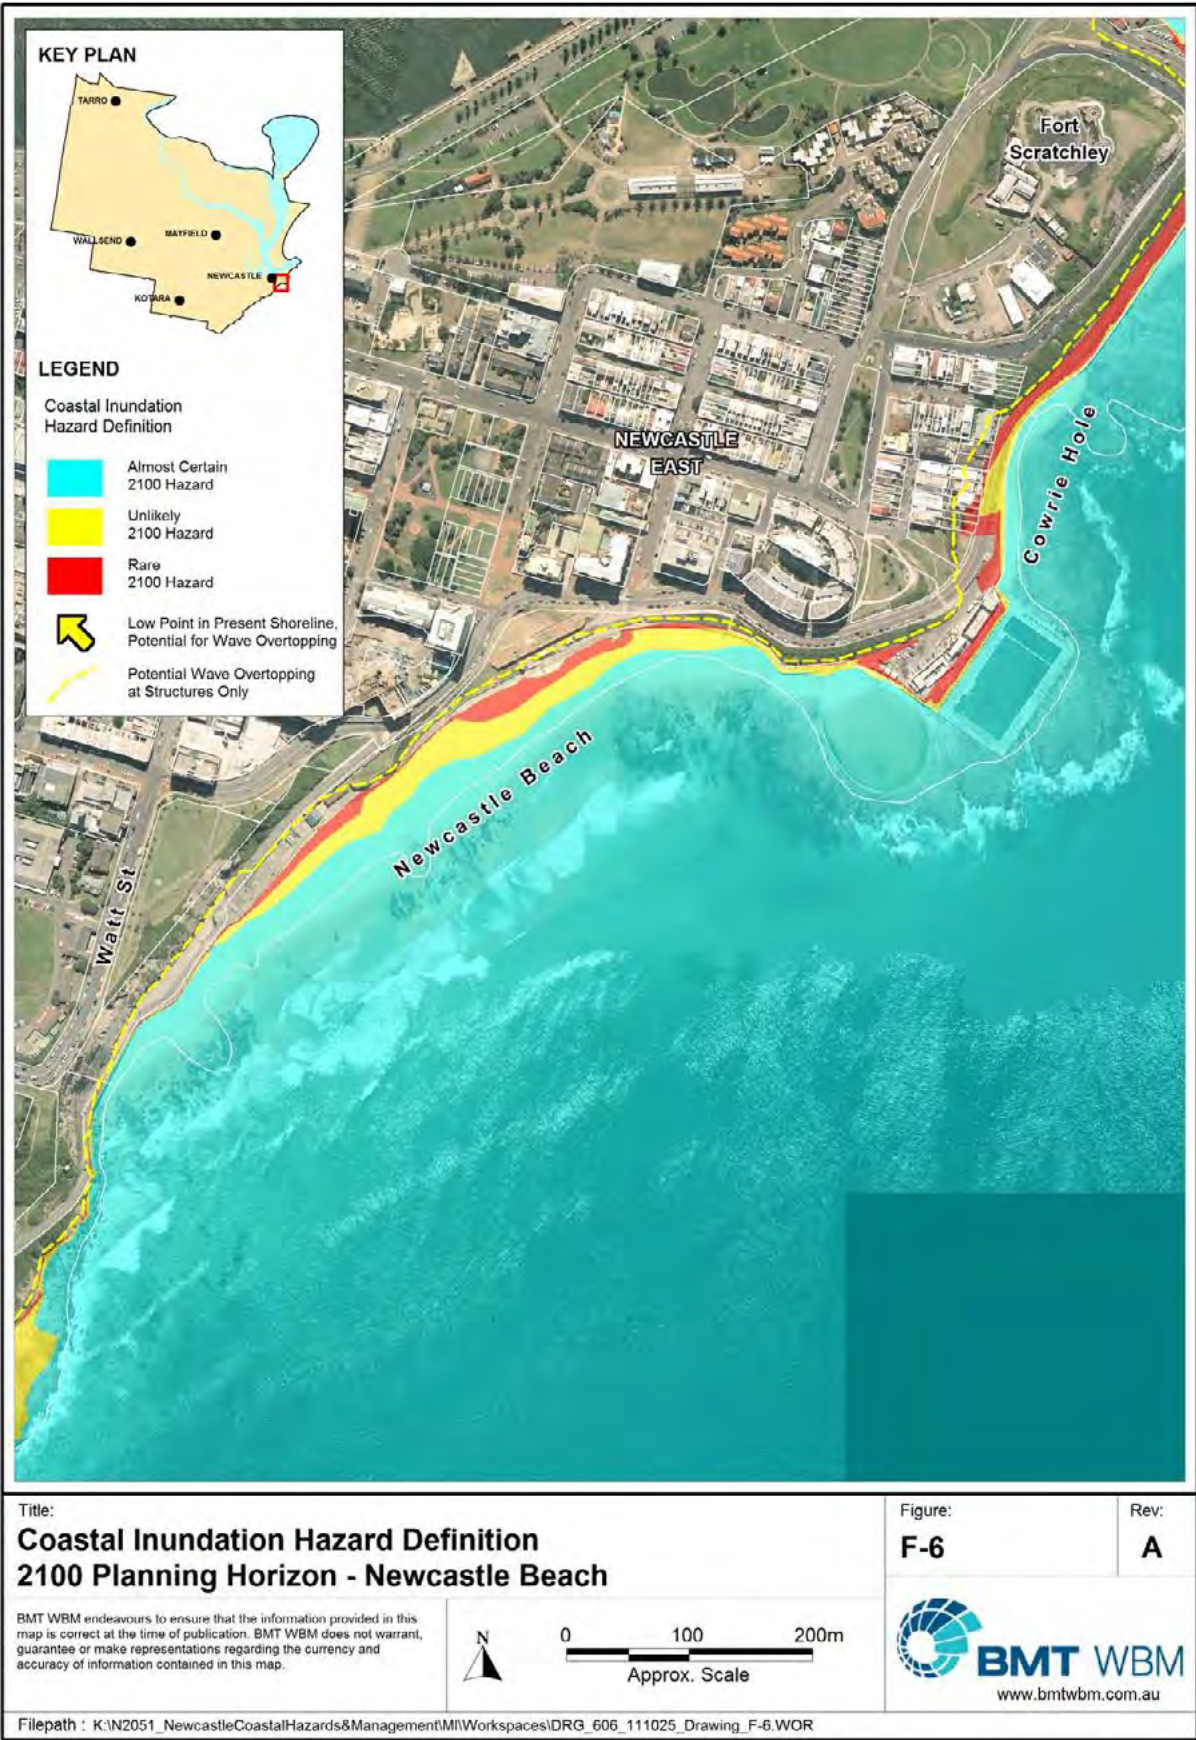 KEY PLAN
TARRO
WALLSEND
MAYFIELD
NEWCASTLE
KOTARA
LEGEND
Coastal Inundation
Hazard Definition
Almost Certain
2100 Hazard
Unlikely
2100 Hazard
Rare
2100 Hazard
Low Point in Present Shoreline,
Potential for Wave Overtopping
Potential Wave Overtopping
at Structures Only
Fort
Scratchley
NEWCASTLE
EAST
Cowrie Hole
Newcastle Beach
Watt St
Title:
Coastal Inundation Hazard Definition
2100 Planning Horizon - Newcastle Beach
Figure:
F-6
Rev:
A
BMT WBM endeavours to ensure that the information provided in this
map is correct at the time of publication. BMT WBM does not warrant,
guarantee or make representations regarding the currency and
accuracy of information contained in this map.
N
0 100 200m
Approx. Scale
BMT WBM
www.bmtwbm.com.au
Filepath : K:\N2051_NewcastleCoastalHazards&Management\MI\Workspaces\DRG_606_111025_Drawing_F-6.WOR